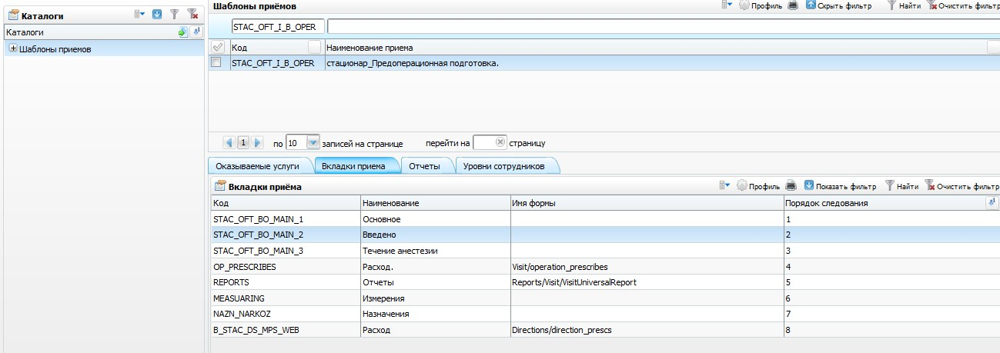 Каталоги
Каталоги
Шаблоны приемов
Шаблоны приёмов
Профиль Скрыть фильтр Найти Очистить фильтр
STAC_OFT_I_B_OPER
Код Наименование приема
STAC_OFT_I_B_OPER стационар_Предоперационная подготовка.
1 по 10 записей на странице перейти на страницу
Оказываемые услуги Вкладки приема Отчеты Уровни сотрудников
Вкладки приёма Профиль Показать фильтр Найти Очистить фильтр
Код Наименование Имя формы Порядок следования
STAC_OFT_BO_MAIN_1 Основное 1
STAC_OFT_BO_MAIN_2 Введено 2
STAC_OFT_BO_MAIN_3 Течение анестезии 3
OP_PRESCRIBES Расход. Visit/operation_prescribes 4
REPORTS Отчеты Reports/Visit/VisitUniversalReport 5
MEASUARING Измерения 6
NAZN_NARKOZ Назначения 7
B_STAC_DS_MPS_WEB Расход Directions/direction_prescs 8